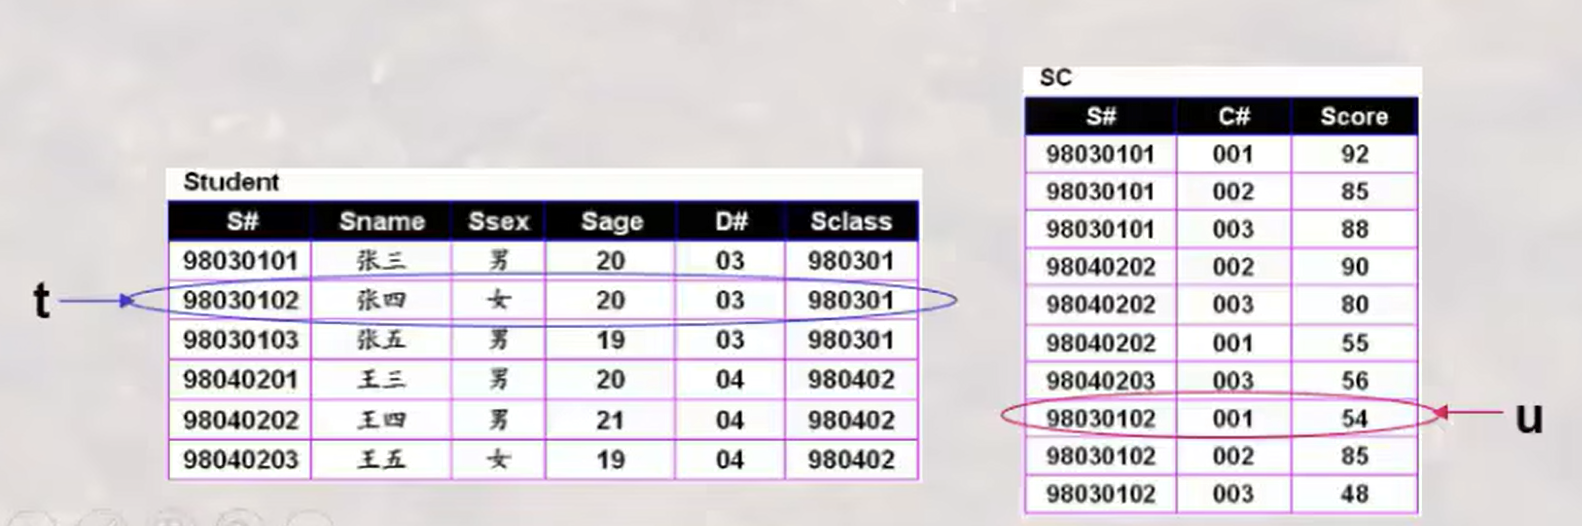 Student
S# Sname Ssex Sage D# Sclass
98030101 张三 男 20 03 980301
t
98030102 张四 女 20 03 980301
98030103 张五 男 19 03 980301
98040201 王三 男 20 04 980402
98040202 王四 男 21 04 980402
98040203 王五 女 19 04 980402
SC
S# C# Score
98030101 001 92
98030101 002 85
98030101 003 88
98040202 002 90
98040202 003 80
98040202 001 55
98040203 003 56
98030102 001 54
u
98030102 002 85
98030102 003 48